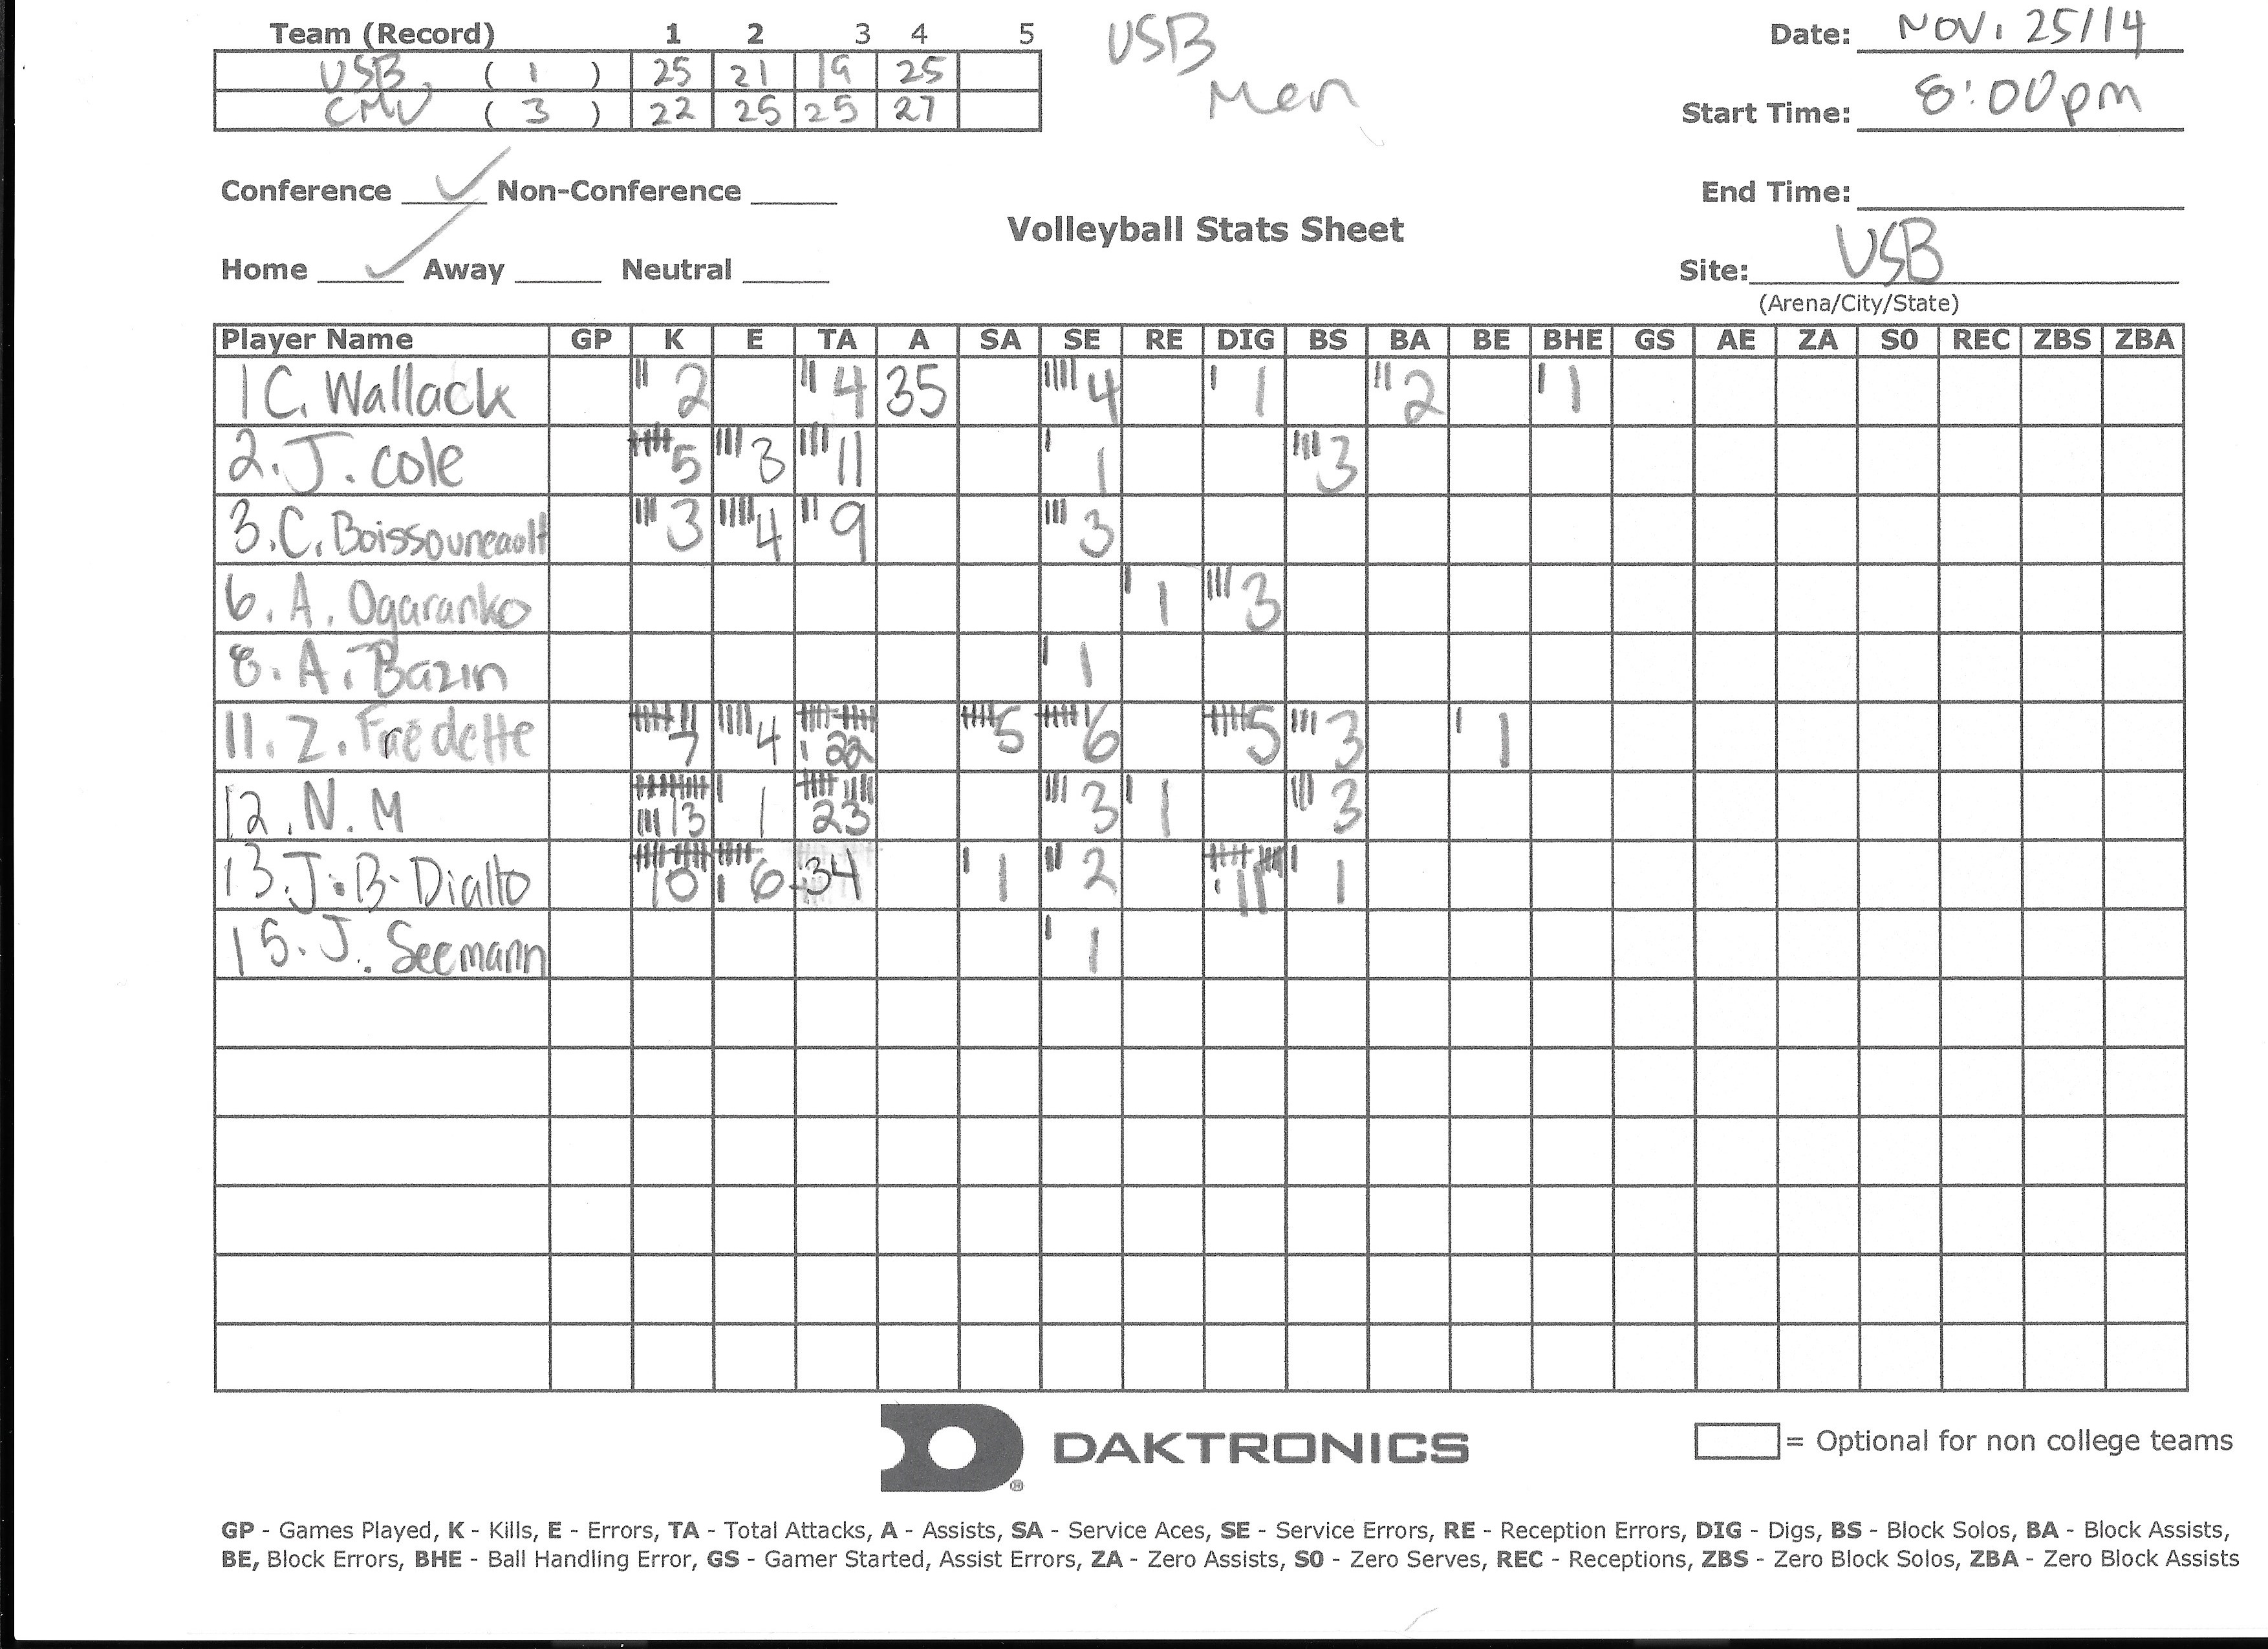 Team (Record) 1 2 3 4 5
USB ( 1 ) 25 21 19 25
CMU ( 3 ) 22 25 25 27
USB
Men
Date: Nov. 25/14
Start Time: 8:00pm
Conference ✓ Non-Conference
End Time:
Volleyball Stats Sheet
Home ✓ Away Neutral
Site: USB
(Arena/City/State)
Player Name GP K E TA A SA SE RE DIG BS BA BE BHE GS AE ZA S0 REC ZBS ZBA
1 C. Wallack 2 4 35 4 1 2 1
2. J. Cole 5 3 11 1 3
3. C. Boissouneault 3 4 9 3
6. A. Ogaranko 1 3
8. A. Bazin 1
11. Z. Fredette 7 4 22 5 6 5 3 1
12. N. M 13 1 23 3 1 3
13. J. B. Dialto 10 6 34 1 2 11 1
15. J. Seemann 1
DAKTRONICS
= Optional for non college teams
GP - Games Played, K - Kills, E - Errors, TA - Total Attacks, A - Assists, SA - Service Aces, SE - Service Errors, RE - Reception Errors, DIG - Digs, BS - Block Solos, BA - Block Assists,
BE, Block Errors, BHE - Ball Handling Error, GS - Gamer Started, Assist Errors, ZA - Zero Assists, S0 - Zero Serves, REC - Receptions, ZBS - Zero Block Solos, ZBA - Zero Block Assists